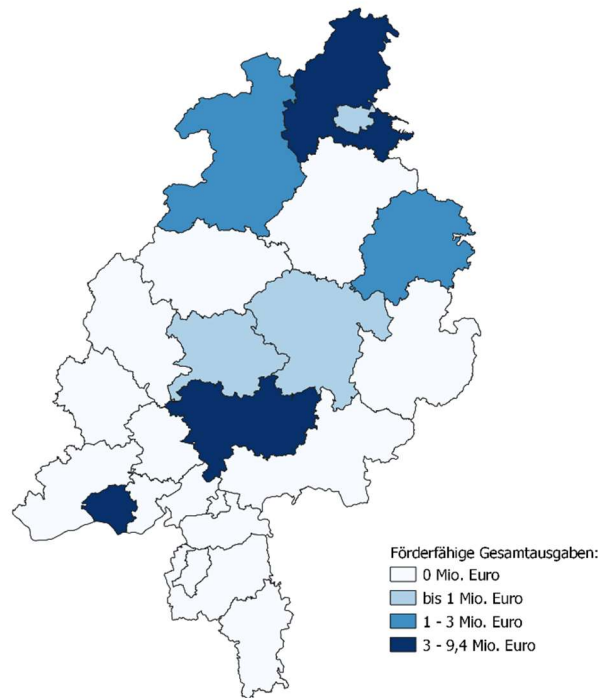 Förderfähige Gesamtausgaben:
0 Mio. Euro
bis 1 Mio. Euro
1 - 3 Mio. Euro
3 - 9,4 Mio. Euro